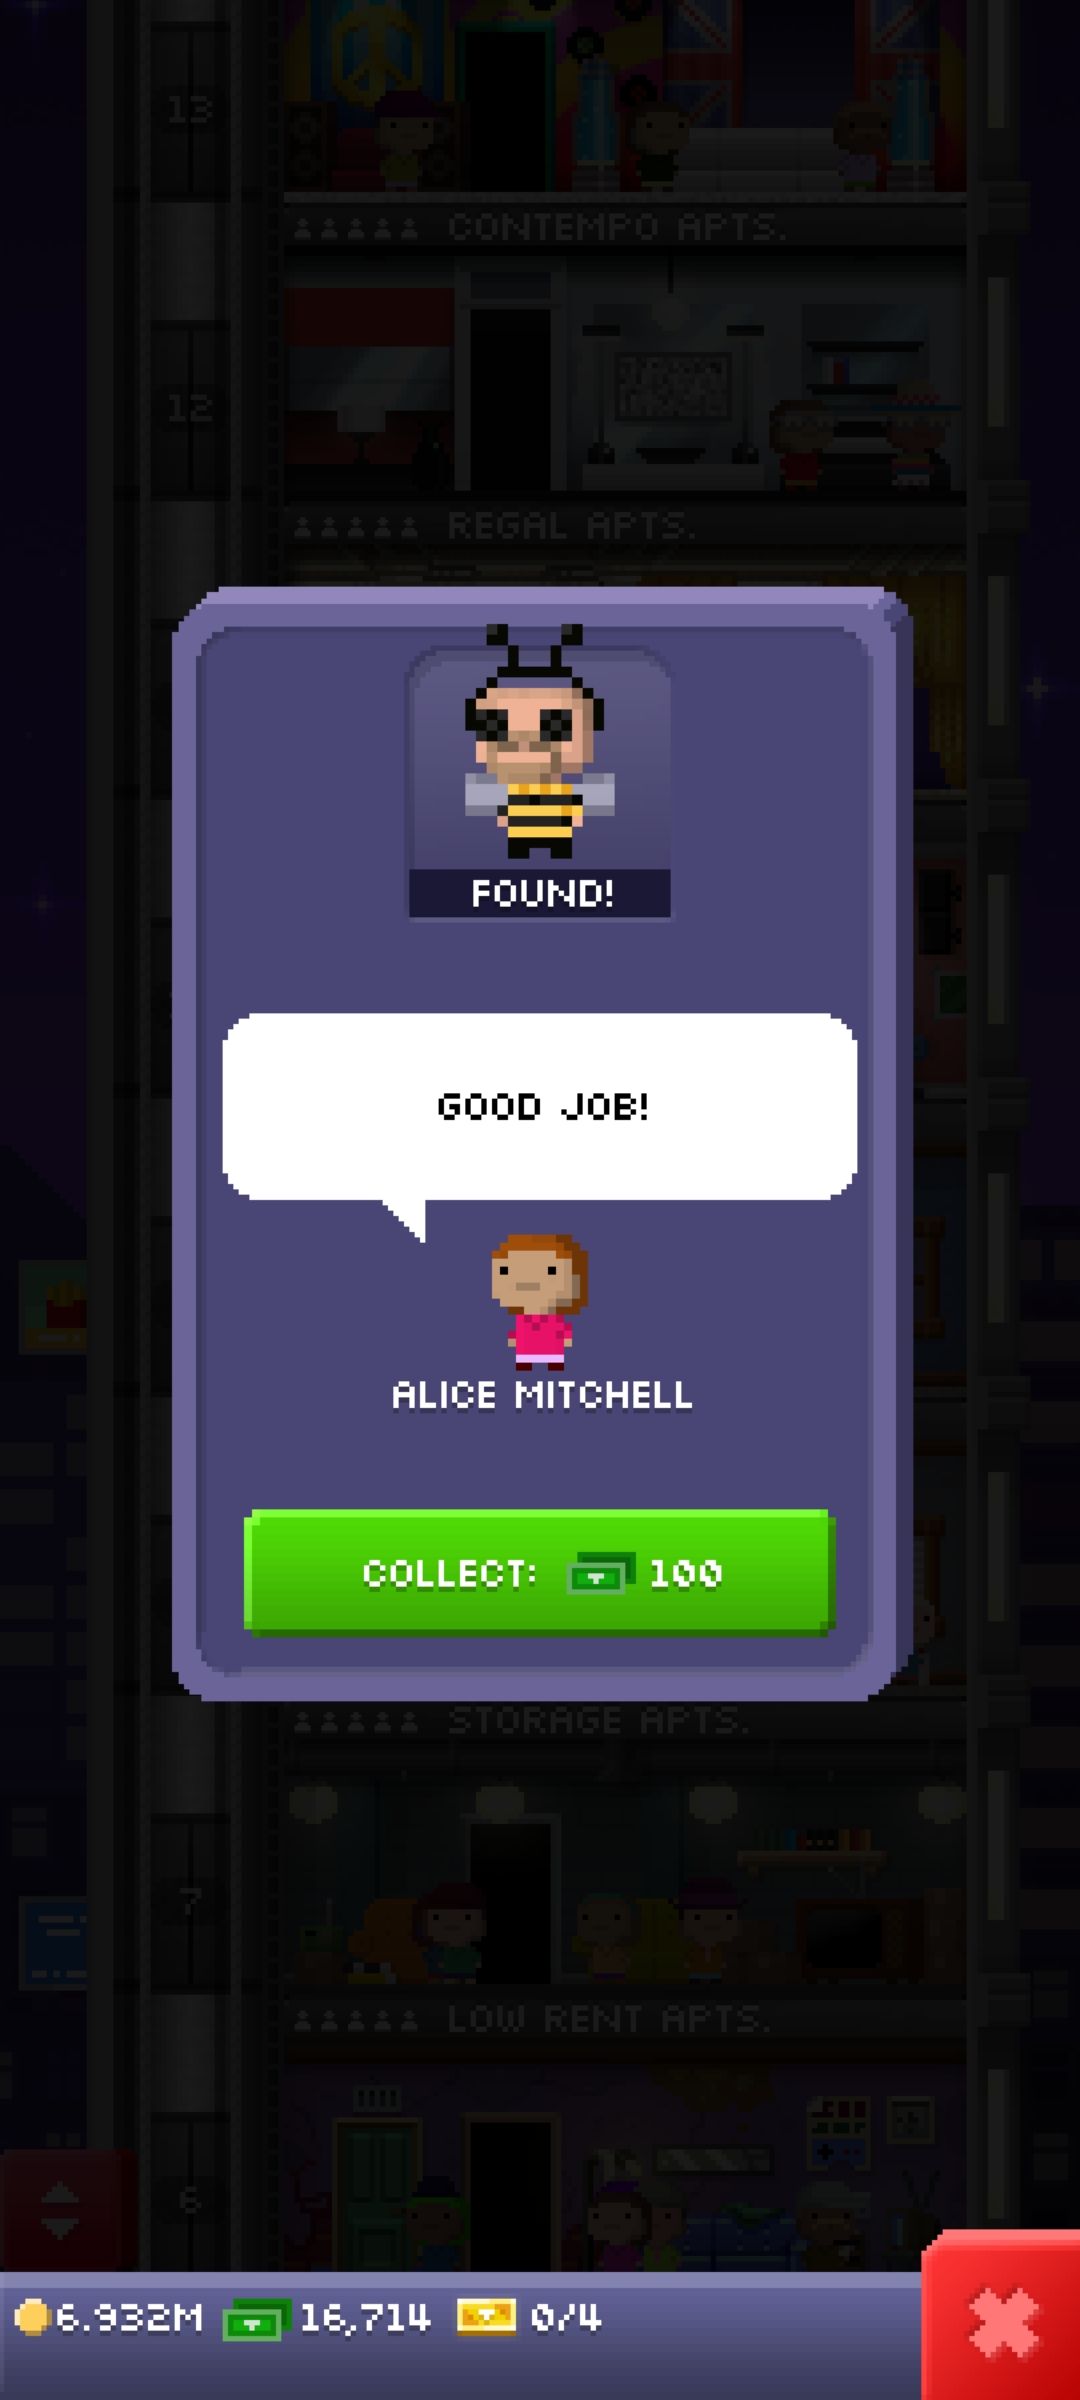 13
CONTEMPO APTS.
12
REGAL APTS.
FOUND!
GOOD JOB!
ALICE MITCHELL
COLLECT: 100
STORAGE APTS.
7
LOW RENT APTS.
6
6.932M 16,714 0/4